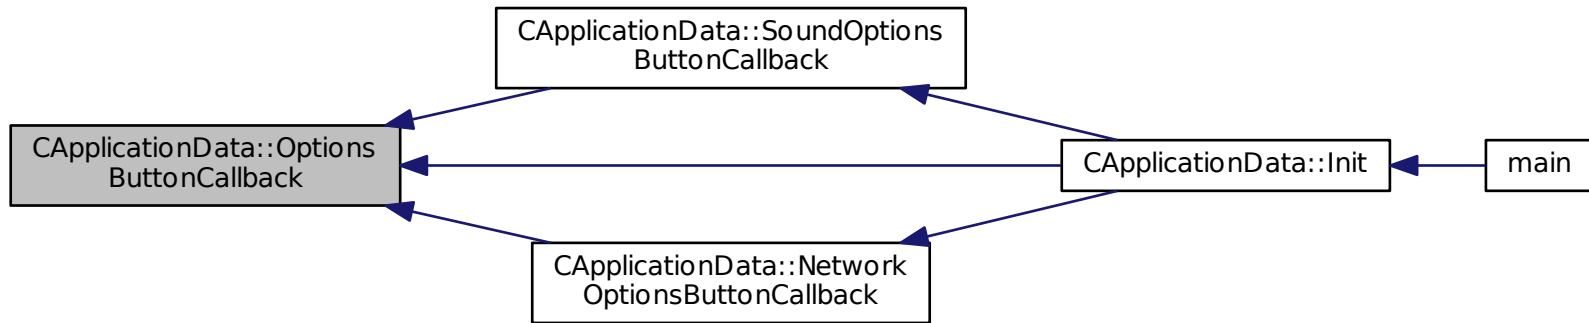 CApplicationData::SoundOptions
ButtonCallback
CApplicationData::Options
ButtonCallback
CApplicationData::Init
main
CApplicationData::Network
OptionsButtonCallback